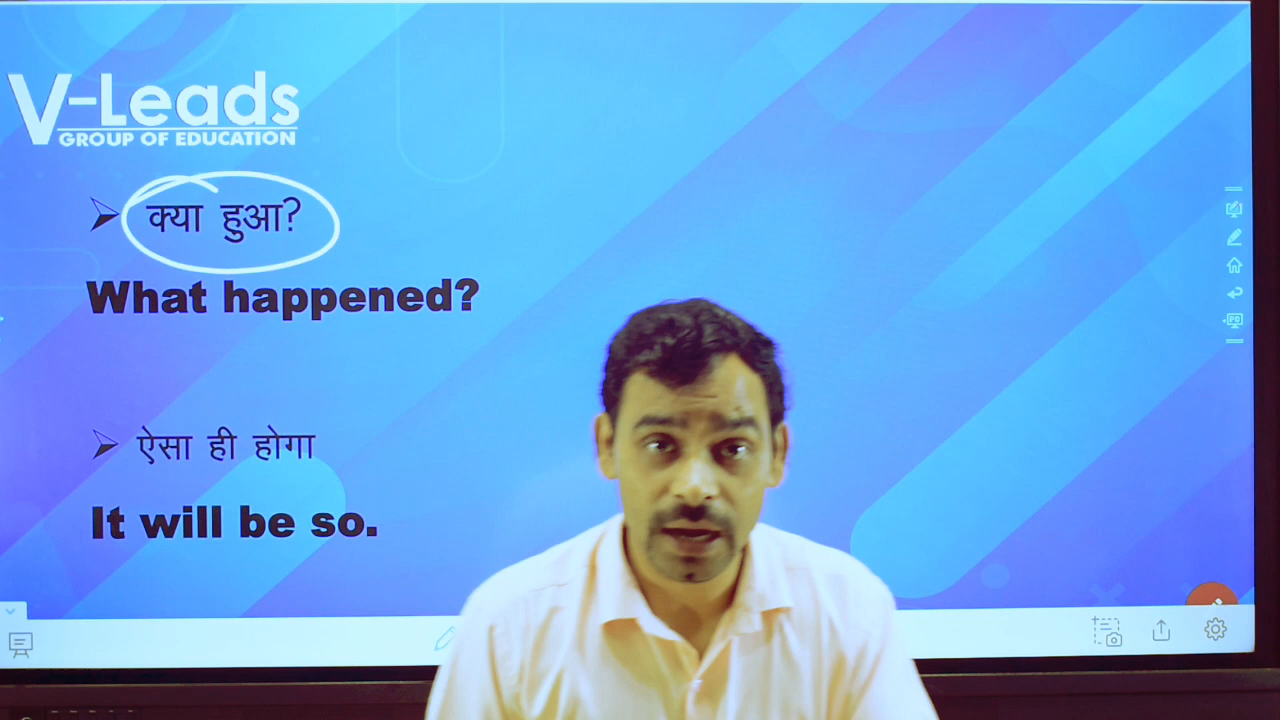 V-Leads
GROUP OF EDUCATION
➢ क्या हुआ?
What happened?
➢ ऐसा ही होगा
It will be so.